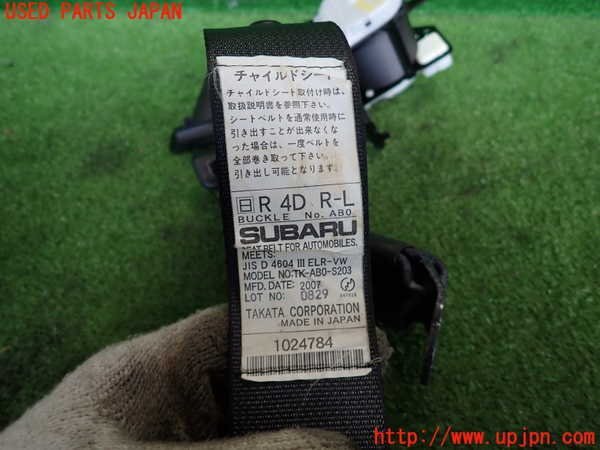 USED PARTS JAPAN
チャイルドシート
チャイルドシート取付け時は、
取扱説明書を参照下さい。
シートベルトを通常使用時に
引き出すことが出来なくな
った場合は、一度ベルトを
全部巻き取って下さい。
引き出し可能となります。
日 R 4D R-L
BUCKLE No. AB0
SUBARU
SEAT BELT FOR AUTOMOBILES.
MEETS:
JIS D 4604 III ELR-VW
MODEL NO:TK-AB0-S203
MFD. DATE: 2007
LOT NO: 0829
TAKATA CORPORATION
MADE IN JAPAN
1024784
http://www.upjpn.com/